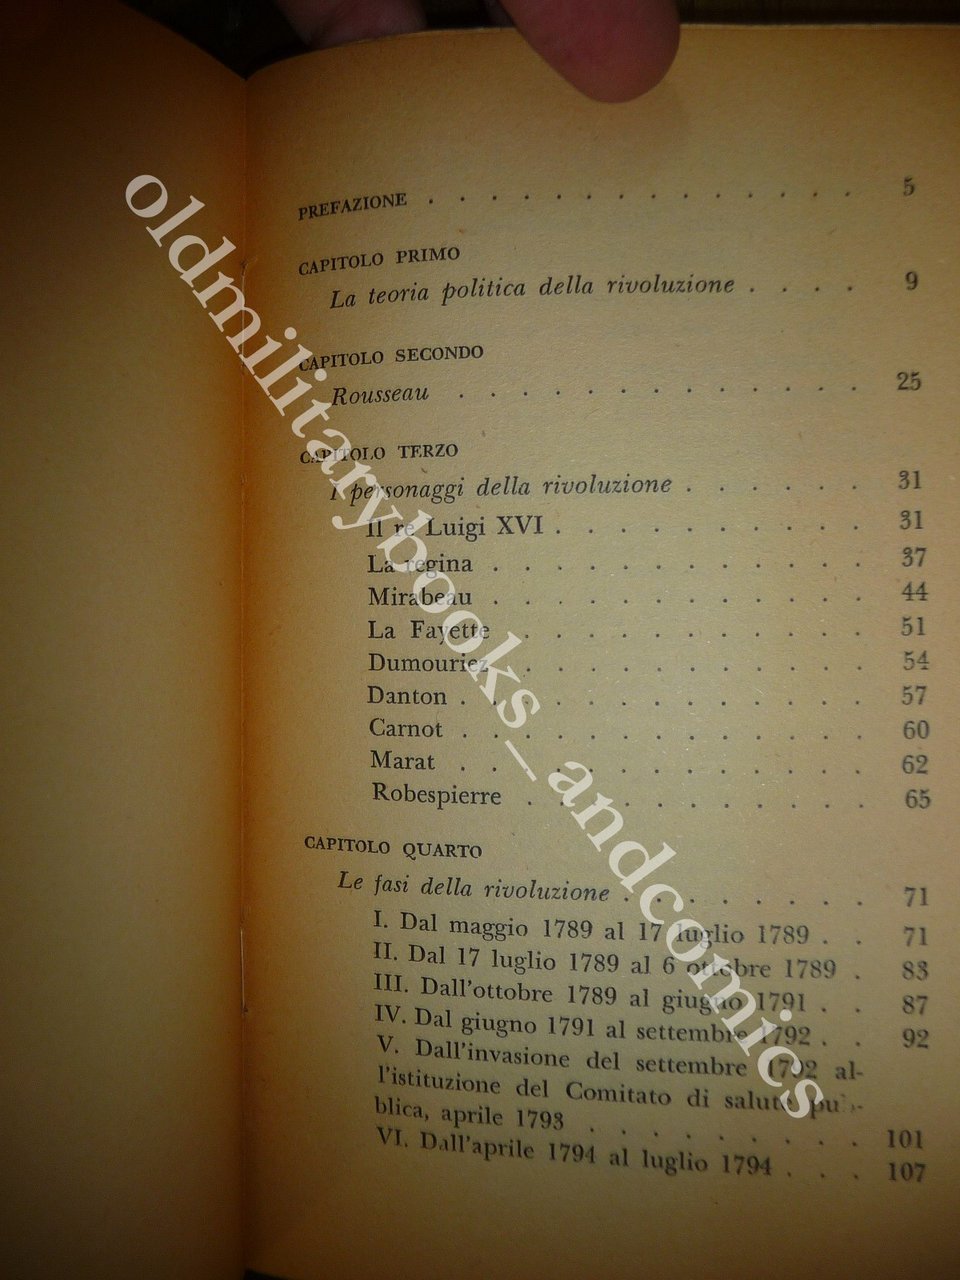 PREFAZIONE . . . . . . . . . . . . . . 5
CAPITOLO PRIMO
La teoria politica della rivoluzione . . . . 9
CAPITOLO SECONDO
Rousseau . . . . . . . . . . . . . 25
CAPITOLO TERZO
I personaggi della rivoluzione . . . . . . 31
Il re Luigi XVI . . . . . . . . . . 31
La regina . . . . . . . . . . . . 37
Mirabeau . . . . . . . . . . . . 44
La Fayette . . . . . . . . . . . 51
Dumouriez . . . . . . . . . . . 54
Danton . . . . . . . . . . . . . 57
Carnot . . . . . . . . . . . . . 60
Marat . . . . . . . . . . . . . 62
Robespierre . . . . . . . . . . . 65
CAPITOLO QUARTO
Le fasi della rivoluzione . . . . . . . . 71
I. Dal maggio 1789 al 17 luglio 1789 . . 71
II. Dal 17 luglio 1789 al 6 ottobre 1789 . 83
III. Dall'ottobre 1789 al giugno 1791 . . 87
IV. Dal giugno 1791 al settembre 1792 . . 92
V. Dall'invasione del settembre 1792 al-
l'istituzione del Comitato di salute pub-
blica, aprile 1793 . . . . . . . . . 101
VI. Dall'aprile 1794 al luglio 1794 . . . 107
oldmilitarybooks_andcomics